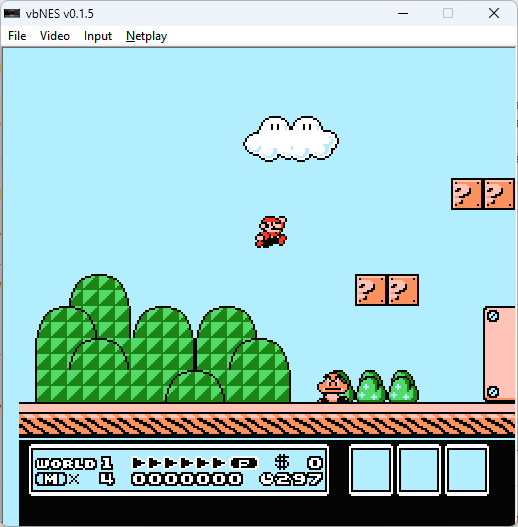 vbNES v0.1.5
File Video Input Netplay
? ?
? ?
WORLD 1 P $ 0
M × 4 0000000 297